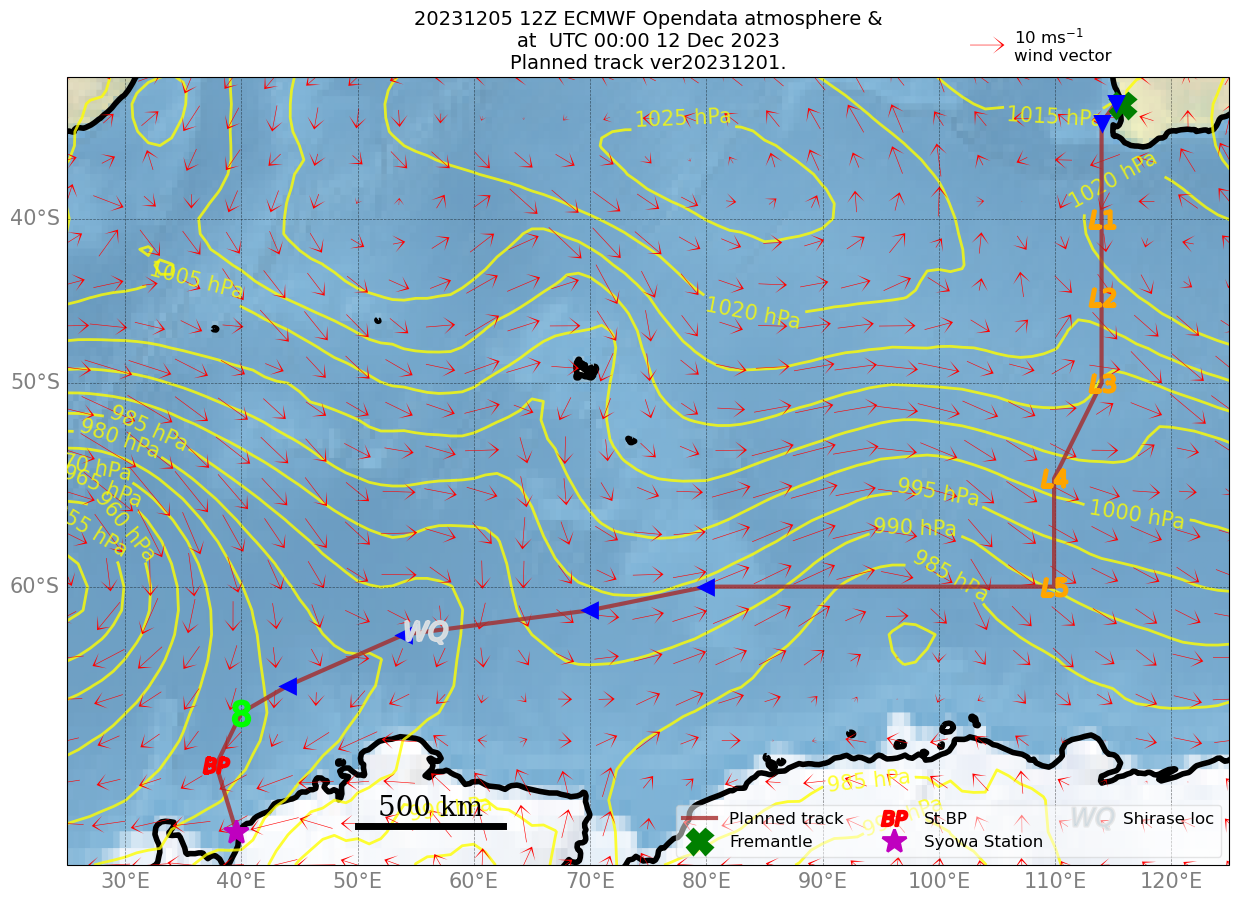 20231205 12Z ECMWF Opendata atmosphere &
at  UTC 00:00 12 Dec 2023
Planned track ver20231201.
10 ms⁻¹
wind vector
1025 hPa
1015 hPa
1020 hPa
40°S
L1
1005 hPa
L2
1020 hPa
50°S
L3
985 hPa
980 hPa
70 hPa
965 hPa
960 hPa
55 hPa
L4
995 hPa
1000 hPa
990 hPa
985 hPa
60°S
L5
WQ
8
BP
985 hPa
500 km
Planned track
BP St.BP
WQ Shirase loc
Fremantle
Syowa Station
30°E 40°E 50°E 60°E 70°E 80°E 90°E 100°E 110°E 120°E